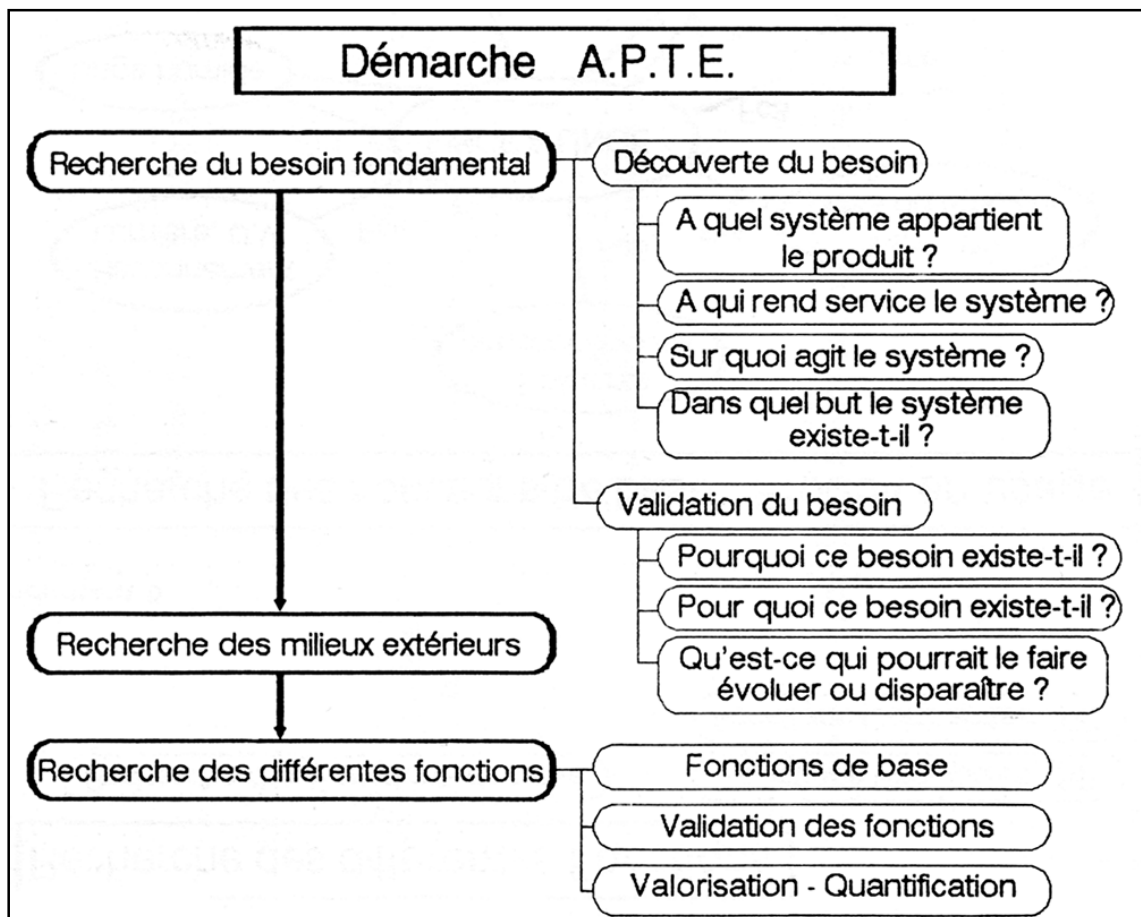 Démarche A.P.T.E.
Recherche du besoin fondamental
Découverte du besoin
A quel système appartient
le produit ?
A qui rend service le système ?
Sur quoi agit le système ?
Dans quel but le système
existe-t-il ?
Validation du besoin
Pourquoi ce besoin existe-t-il ?
Pour quoi ce besoin existe-t-il ?
Qu'est-ce qui pourrait le faire
évoluer ou disparaître ?
Recherche des milieux extérieurs
Recherche des différentes fonctions
Fonctions de base
Validation des fonctions
Valorisation - Quantification